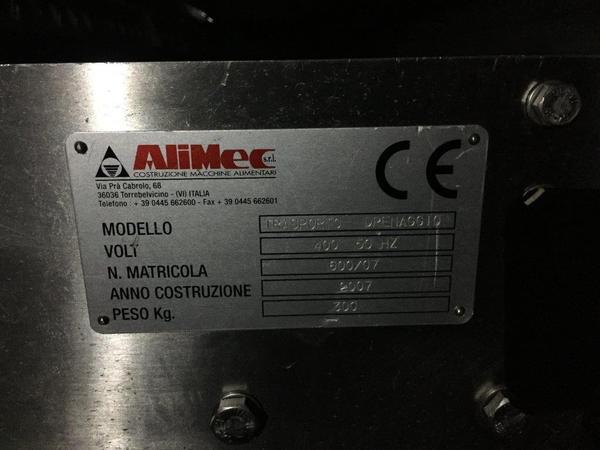 AliMec s.r.l.
COSTRUZIONE MACCHINE ALIMENTARI
Via Prà Cabrolo, 68
36036 Torrebelvicino - (VI) ITALIA
Telefono : + 39 0445 662600 - Fax + 39 0445 662601
CE
MODELLO TRASPORTO DRENAGGIO
VOLT 400 50 HZ
N. MATRICOLA 600/07
ANNO COSTRUZIONE 2007
PESO Kg. 300